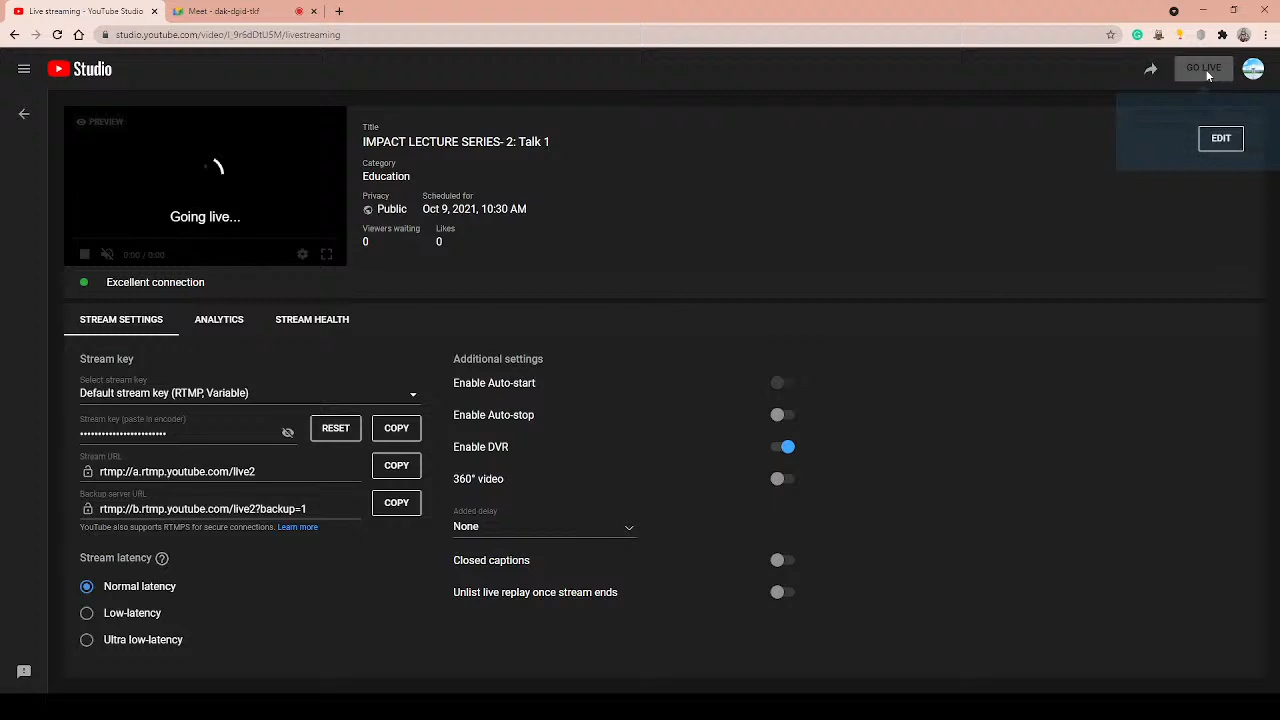 Live streaming - YouTube Studio
Meet - dak-dgid-tkf
studio.youtube.com/video/l_9r6dDtU5M/livestreaming
Studio
GO LIVE
PREVIEW
Going live...
0:00 / 0:00
Title
IMPACT LECTURE SERIES- 2: Talk 1
Category
Education
Privacy
Scheduled for
Public
Oct 9, 2021, 10:30 AM
Viewers waiting
Likes
0
0
EDIT
Excellent connection
STREAM SETTINGS
ANALYTICS
STREAM HEALTH
Stream key
Select stream key
Default stream key (RTMP, Variable)
Stream key (paste in encoder)
•••••••••••••••••••••••
RESET
COPY
Stream URL
rtmp://a.rtmp.youtube.com/live2
COPY
Backup server URL
rtmp://b.rtmp.youtube.com/live2?backup=1
COPY
YouTube also supports RTMPS for secure connections. Learn more
Stream latency
Normal latency
Low-latency
Ultra low-latency
Additional settings
Enable Auto-start
Enable Auto-stop
Enable DVR
360° video
Added delay
None
Closed captions
Unlist live replay once stream ends